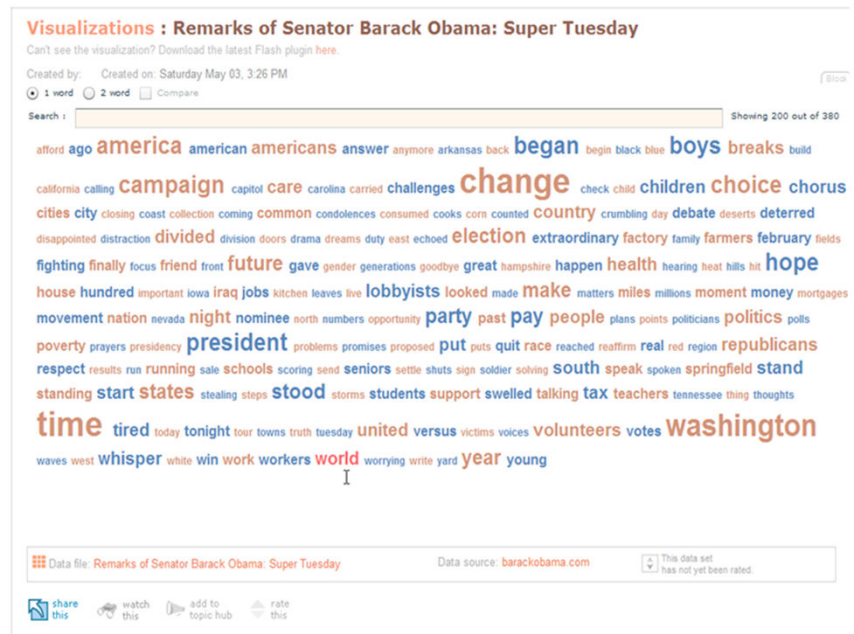 Visualizations : Remarks of Senator Barack Obama: Super Tuesday
Can't see the visualization? Download the latest Flash plugin here.
Created by: Created on: Saturday May 03, 3:26 PM
1 word 2 word Compare
Search : Showing 200 out of 380
afford ago america american americans answer anymore arkansas back began begin black blue boys breaks build
california calling campaign capitol care carolina carried challenges change check child children choice chorus
cities city closing coast collection coming common condolences consumed cooks corn counted country crumbling day debate deserts deterred
disappointed distraction divided division doors drama dreams duty east echoed election extraordinary factory family farmers february fields
fighting finally focus friend front future gave gender generations goodbye great hampshire happen health hearing heat hills hit hope
house hundred important iowa iraq jobs kitchen leaves live lobbyists looked made make matters miles millions moment money mortgages
movement nation nevada night nominee north numbers opportunity party past pay people plans points politicians politics polls
poverty prayers presidency president problems promises proposed put puts quit race reached reaffirm real red region republicans
respect results run running sale schools scoring send seniors settle shuts sign soldier solving south speak spoken springfield stand
standing start states stealing steps stood storms students support swelled talking tax teachers tennessee thing thoughts
time tired today tonight tour towns truth tuesday united versus victims voices volunteers votes washington
waves west whisper white win work workers world worrying write yard year young
Data file: Remarks of Senator Barack Obama: Super Tuesday Data source: barackobama.com This data set
has not yet been rated.
share this watch this add to topic hub rate this